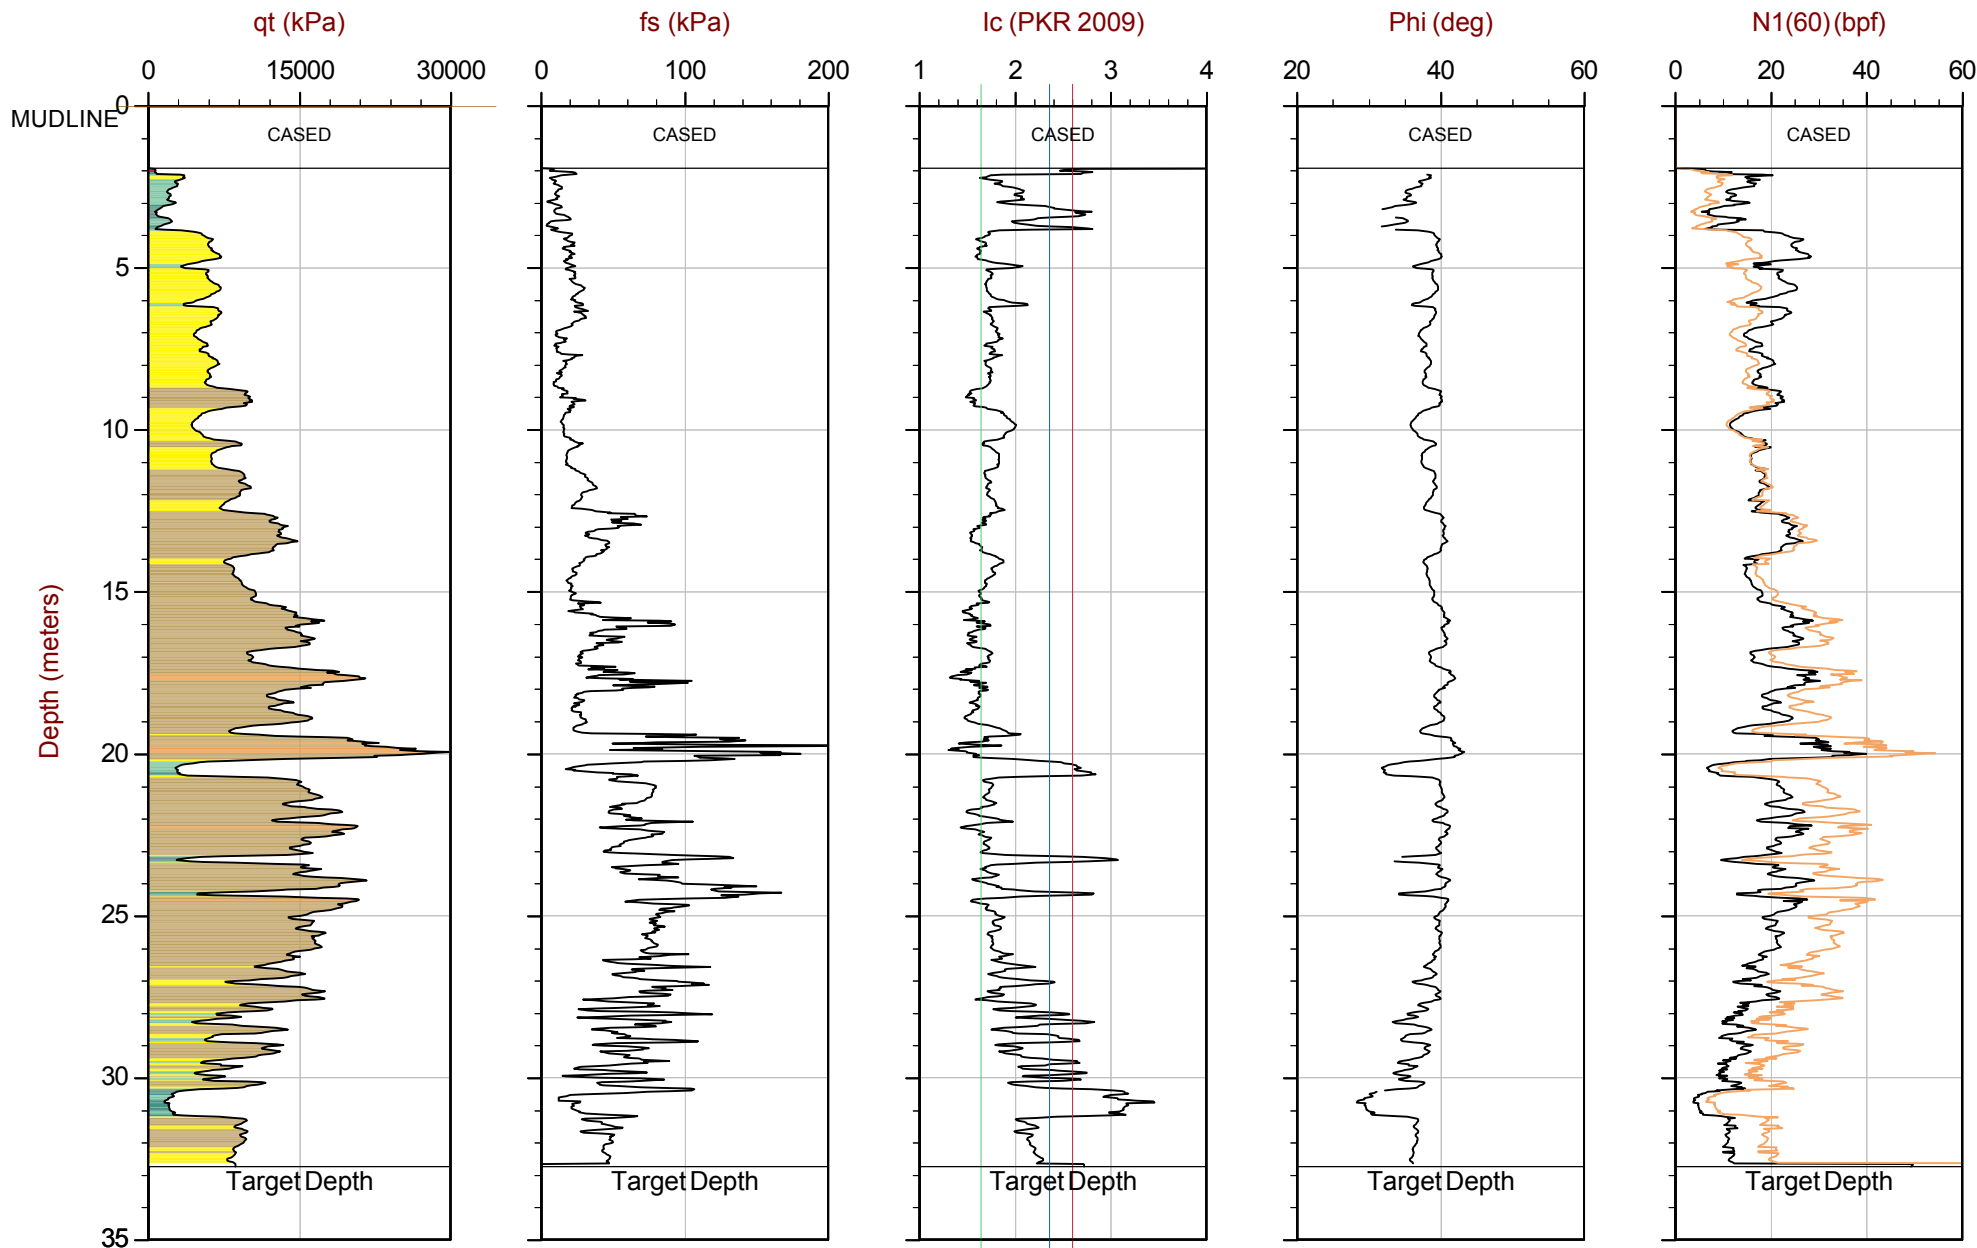 qt (kPa) fs (kPa) Ic (PKR 2009) Phi (deg) N1(60) (bpf)
0 15000 30000 0 100 200 1 2 3 4 20 40 60 0 20 40 60
0
MUDLINE
CASED CASED CASED CASED CASED
5
10
15
Depth (meters)
20
25
30
Target Depth Target Depth Target Depth Target Depth Target Depth
35